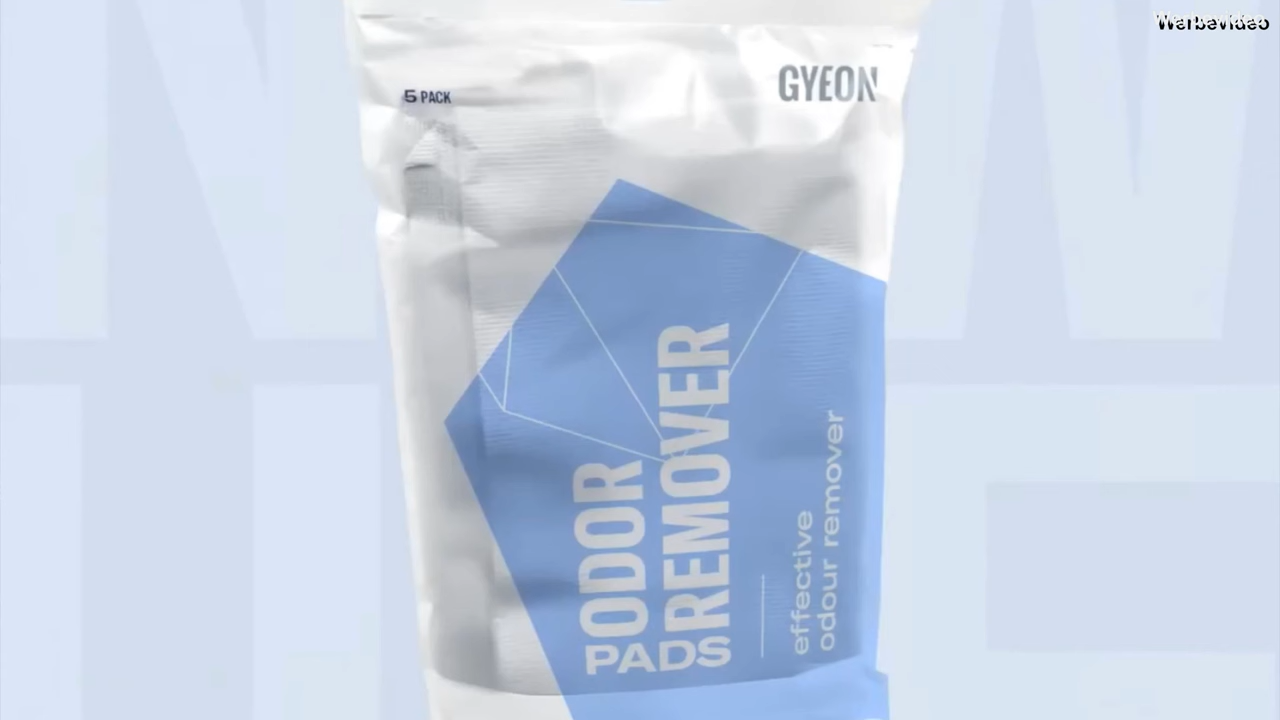 Werbevideo
5 PACK
GYEON
ODOR
REMOVER
PADS
effective
odour remover